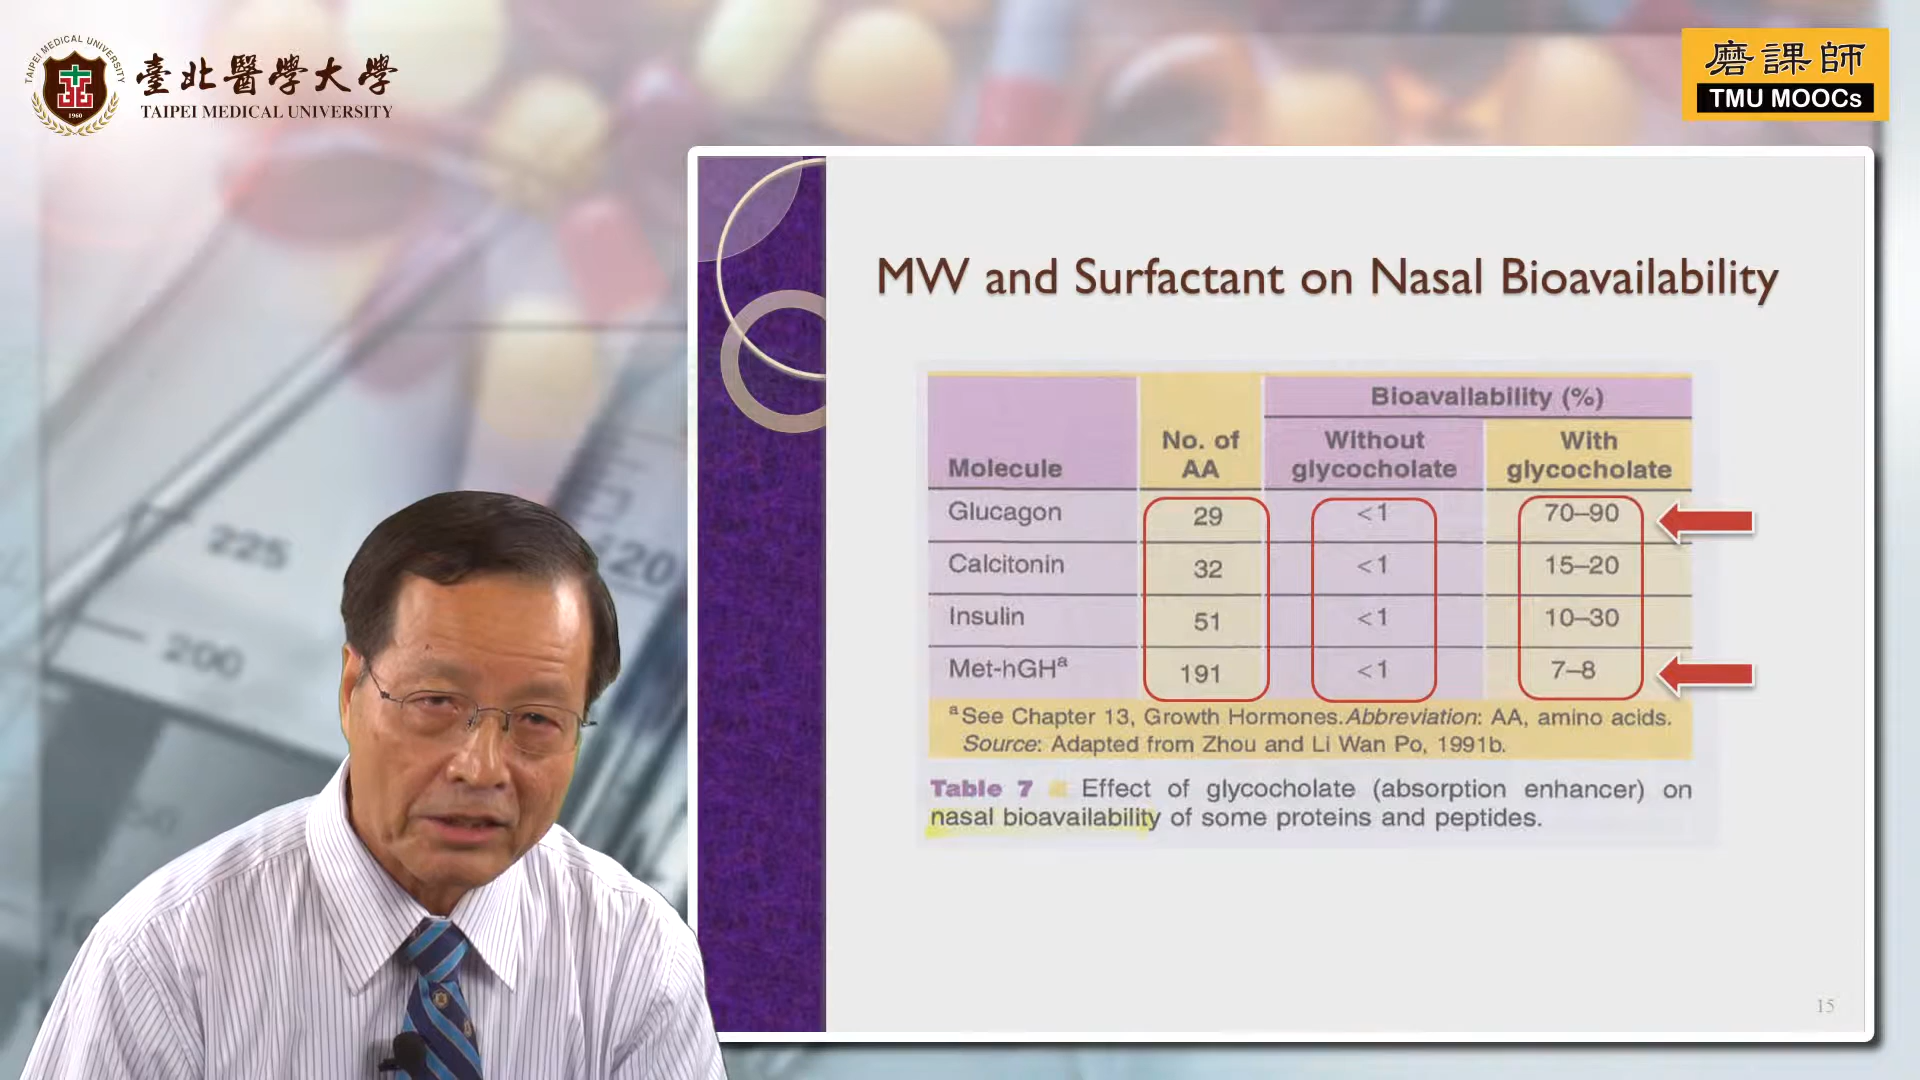 TAIPEI MEDICAL UNIVERSITY
1960
臺北醫學大學
TAIPEI MEDICAL UNIVERSITY
磨課師
TMU MOOCs
MW and Surfactant on Nasal Bioavailability
Bioavailability (%)
Molecule No. of AA Without glycocholate With glycocholate
Glucagon 29 <1 70–90
Calcitonin 32 <1 15–20
Insulin 51 <1 10–30
Met-hGHª 191 <1 7–8
ªSee Chapter 13, Growth Hormones. Abbreviation: AA, amino acids.
Source: Adapted from Zhou and Li Wan Po, 1991b.
Table 7 Effect of glycocholate (absorption enhancer) on
nasal bioavailability of some proteins and peptides.
15
225
200
20